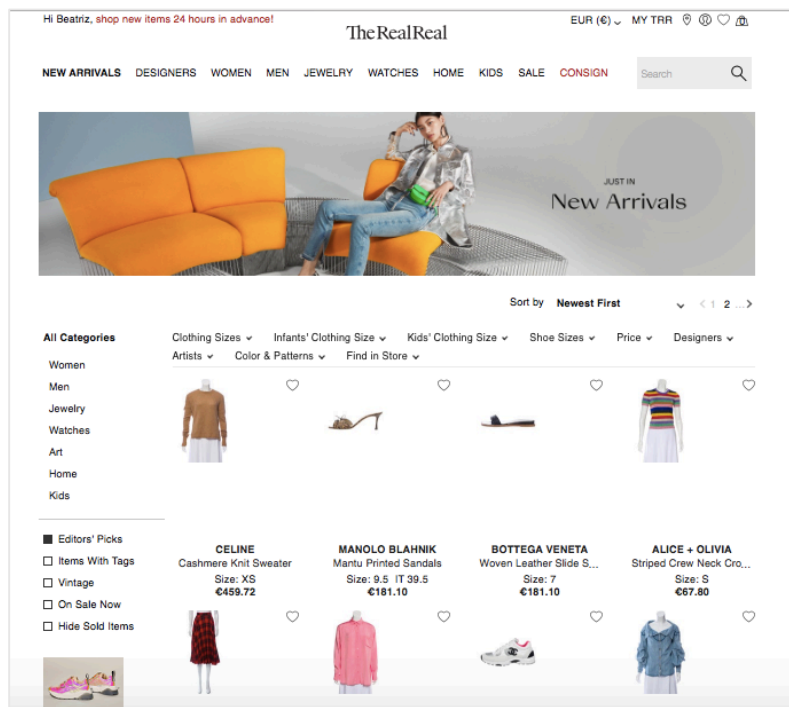 Hi Beatriz, shop new items 24 hours in advance!
EUR (€) MY TRR
TheRealReal
NEW ARRIVALS DESIGNERS WOMEN MEN JEWELRY WATCHES HOME KIDS SALE CONSIGN Search
JUST IN
New Arrivals
Sort by Newest First < 1 2 ... >
All Categories
Women
Men
Jewelry
Watches
Art
Home
Kids
Editors' Picks
Items With Tags
Vintage
On Sale Now
Hide Sold Items
Clothing Sizes Infants' Clothing Size Kids' Clothing Size Shoe Sizes Price Designers
Artists Color & Patterns Find in Store
CELINE
Cashmere Knit Sweater
Size: XS
€459.72
MANOLO BLAHNIK
Mantu Printed Sandals
Size: 9.5 IT 39.5
€181.10
BOTTEGA VENETA
Woven Leather Slide S...
Size: 7
€181.10
ALICE + OLIVIA
Striped Crew Neck Cro...
Size: S
€67.80